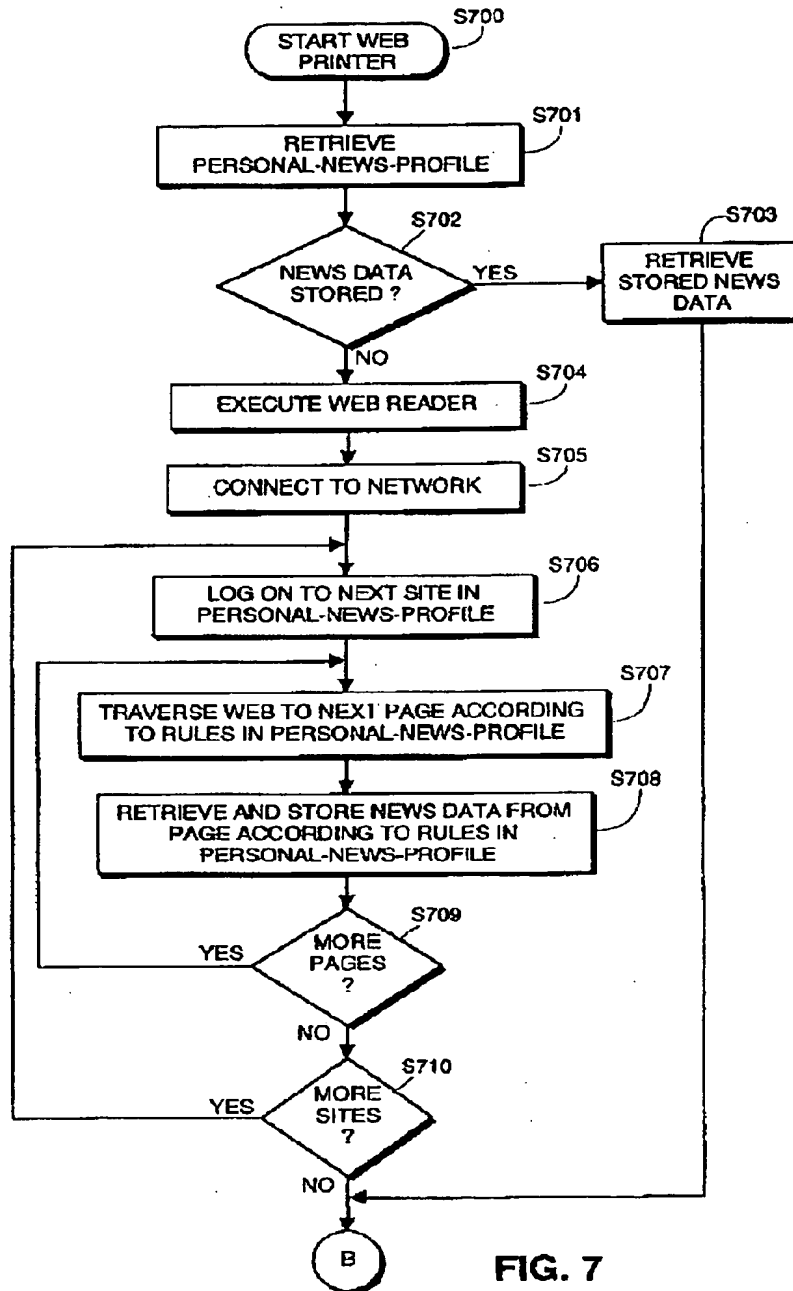 S700
START WEB
PRINTER
S701
RETRIEVE
PERSONAL-NEWS-PROFILE
S702
NEWS DATA
STORED ?
YES
NO
S703
RETRIEVE
STORED NEWS
DATA
S704
EXECUTE WEB READER
S705
CONNECT TO NETWORK
S706
LOG ON TO NEXT SITE IN
PERSONAL-NEWS-PROFILE
S707
TRAVERSE WEB TO NEXT PAGE ACCORDING
TO RULES IN PERSONAL-NEWS-PROFILE
S708
RETRIEVE AND STORE NEWS DATA FROM
PAGE ACCORDING TO RULES IN
PERSONAL-NEWS-PROFILE
S709
MORE
PAGES
?
YES
NO
S710
MORE
SITES
?
YES
NO
B
FIG. 7